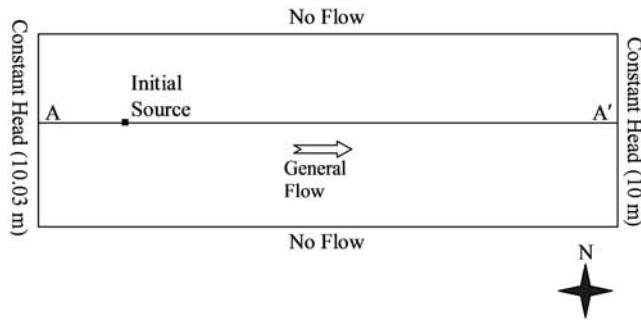 No Flow
Constant Head (10.03 m)
Constant Head (10 m)
Initial
Source
A
A′
General
Flow
No Flow
N